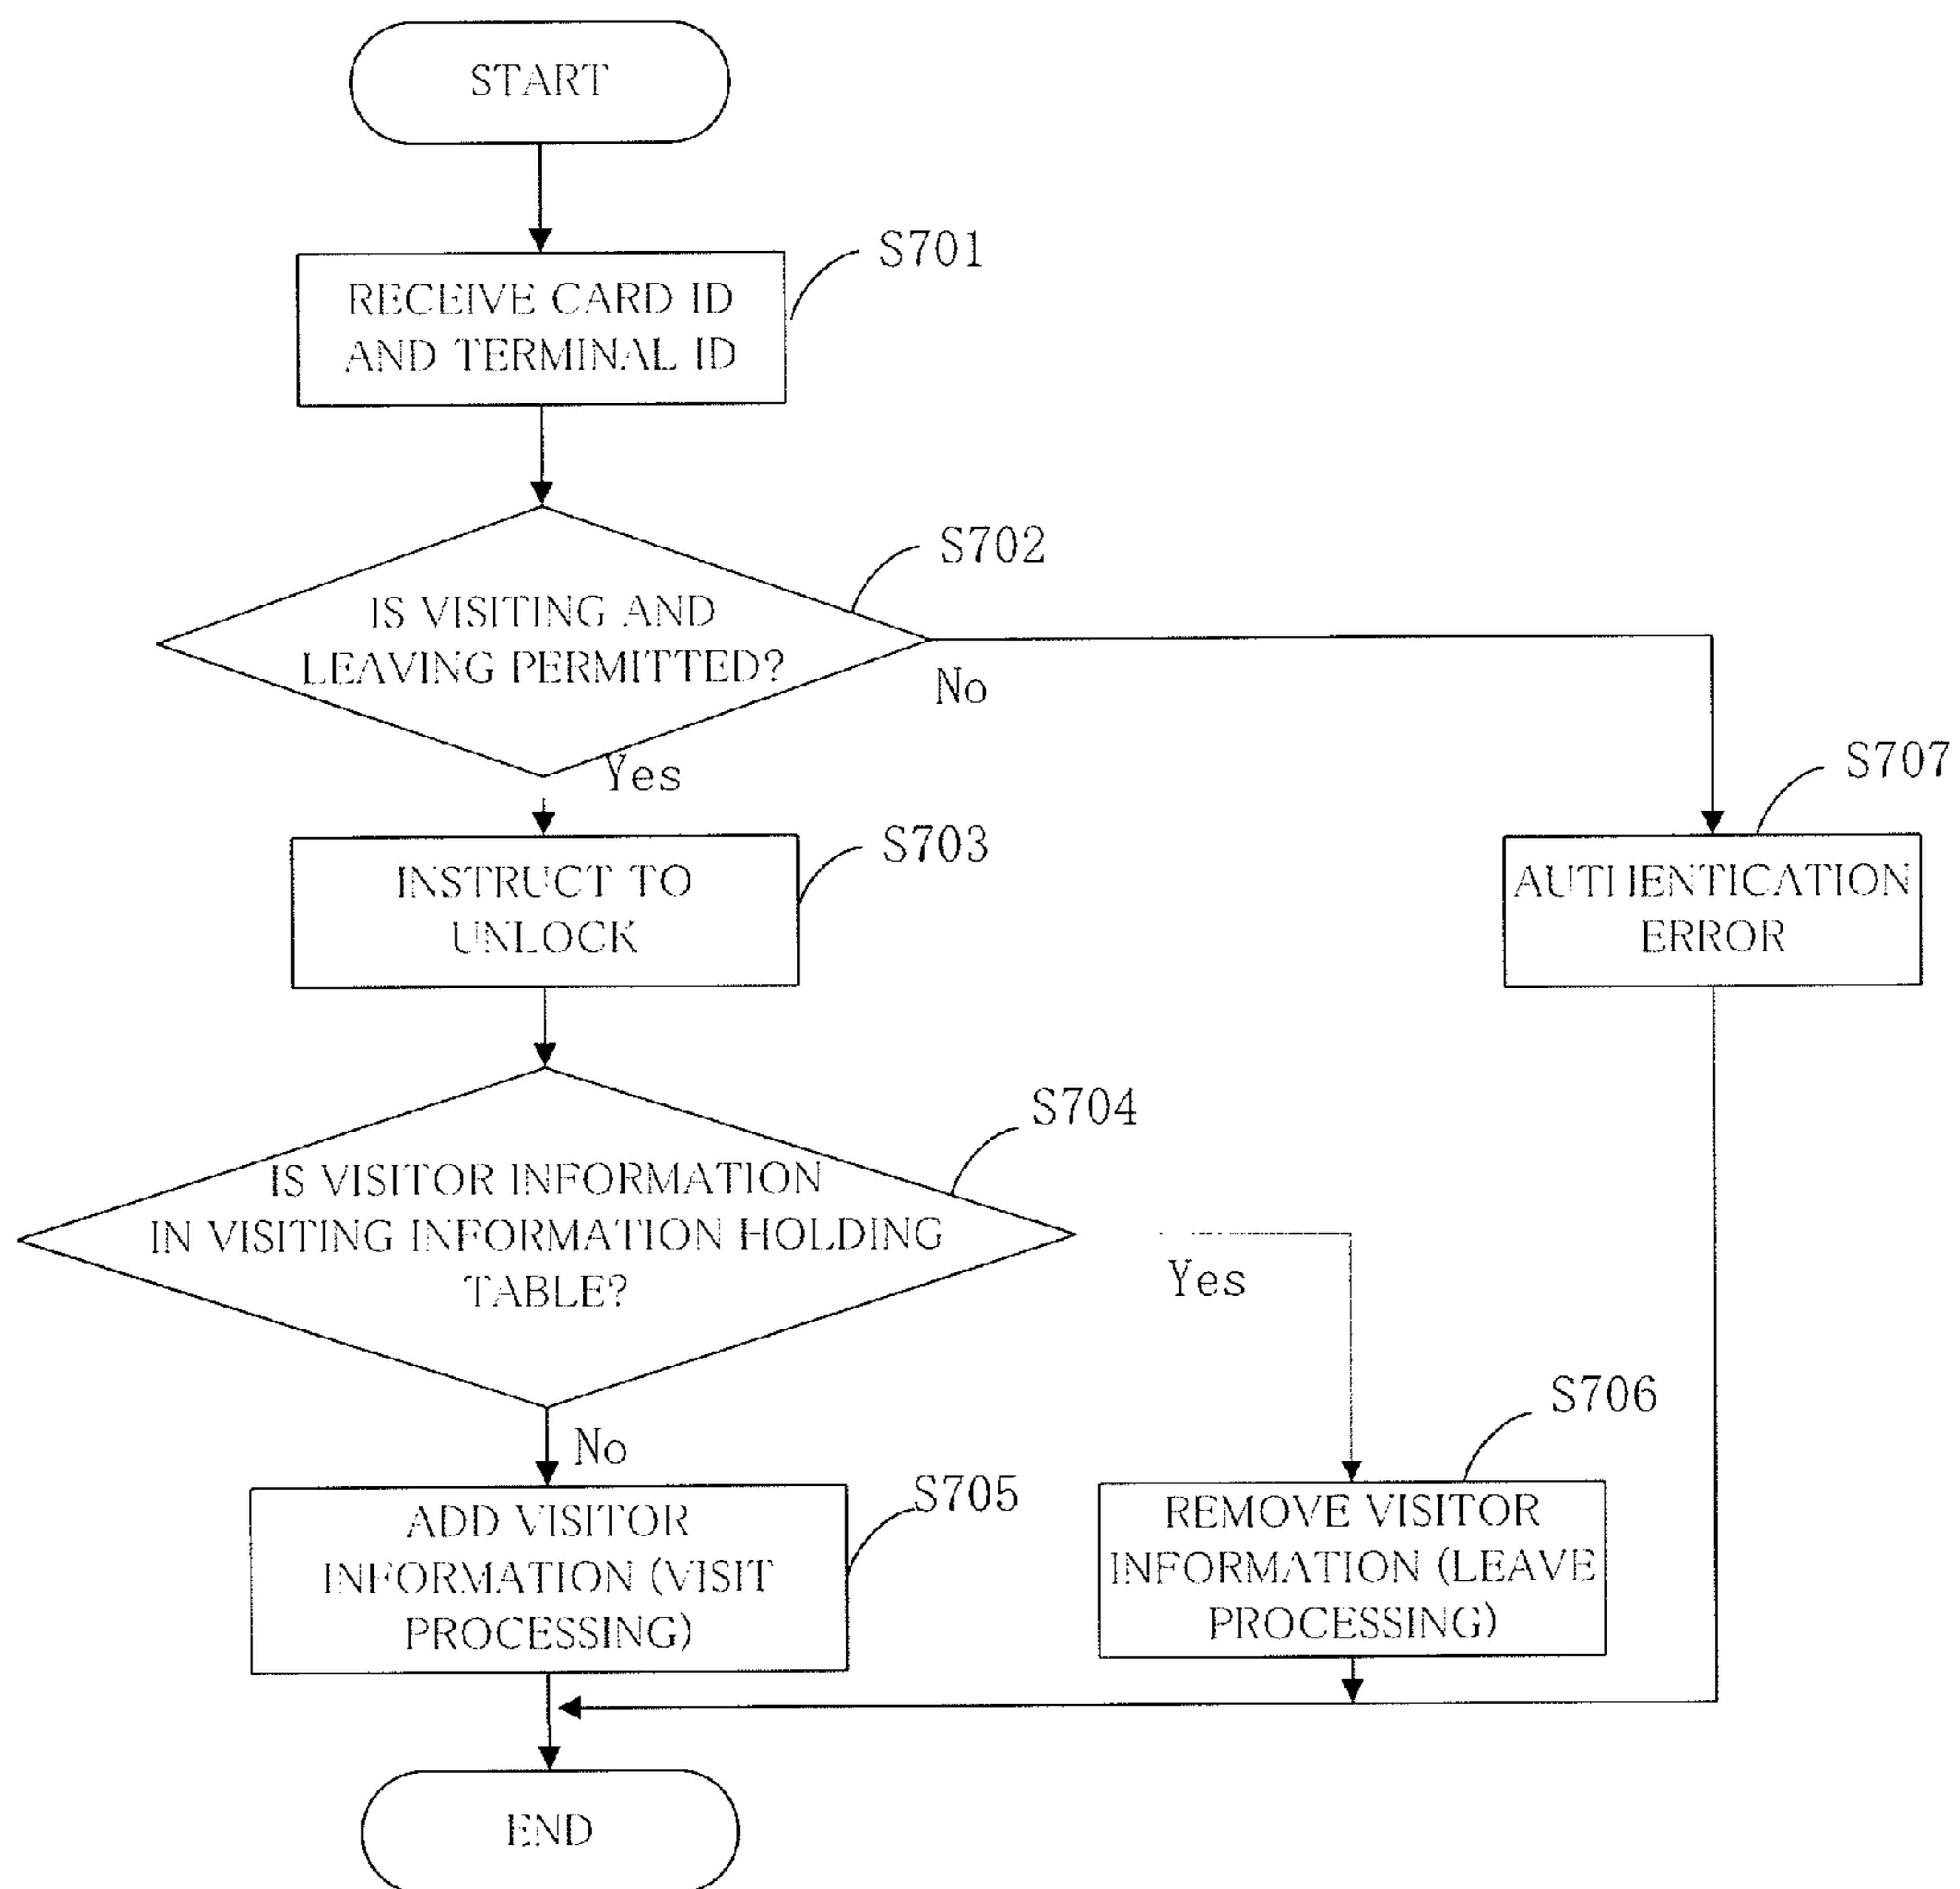 START
S701
RECEIVE CARD ID
AND TERMINAL ID
S702
IS VISITING AND
LEAVING PERMITTED?
No
Yes
S703
INSTRUCT TO
UNLOCK
S707
AUTHENTICATION
ERROR
S704
IS VISITOR INFORMATION
IN VISITING INFORMATION HOLDING
TABLE?
Yes
No
S705
ADD VISITOR
INFORMATION (VISIT
PROCESSING)
S706
REMOVE VISITOR
INFORMATION (LEAVE
PROCESSING)
END